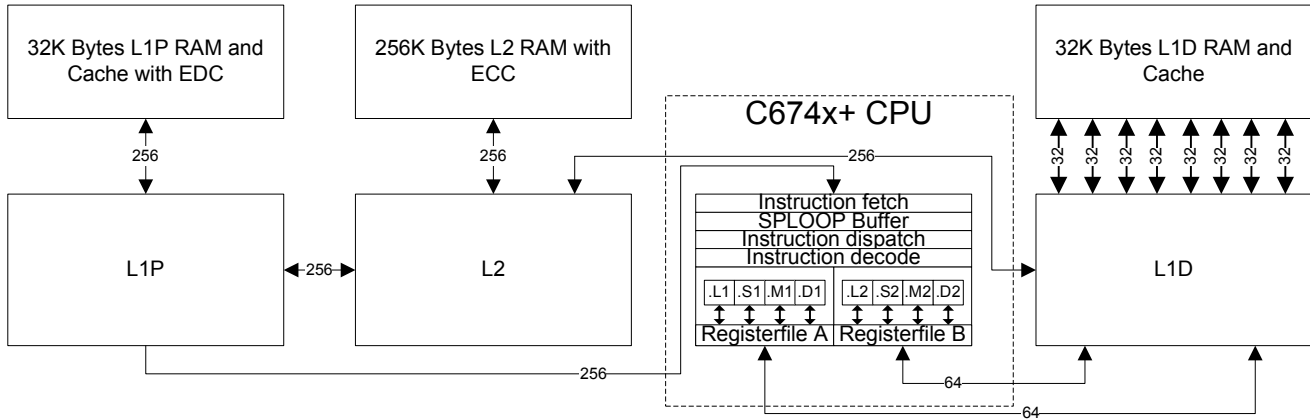 32K Bytes L1P RAM and
Cache with EDC
256K Bytes L2 RAM with
ECC
32K Bytes L1D RAM and
Cache
C674x+ CPU
256
256
256
32
32
32
32
32
32
32
32
Instruction fetch
SPLOOP Buffer
Instruction dispatch
Instruction decode
L1P
256
L2
L1D
.L1 .S1 .M1 .D1 .L2 .S2 .M2 .D2
Registerfile A Registerfile B
256
64
64